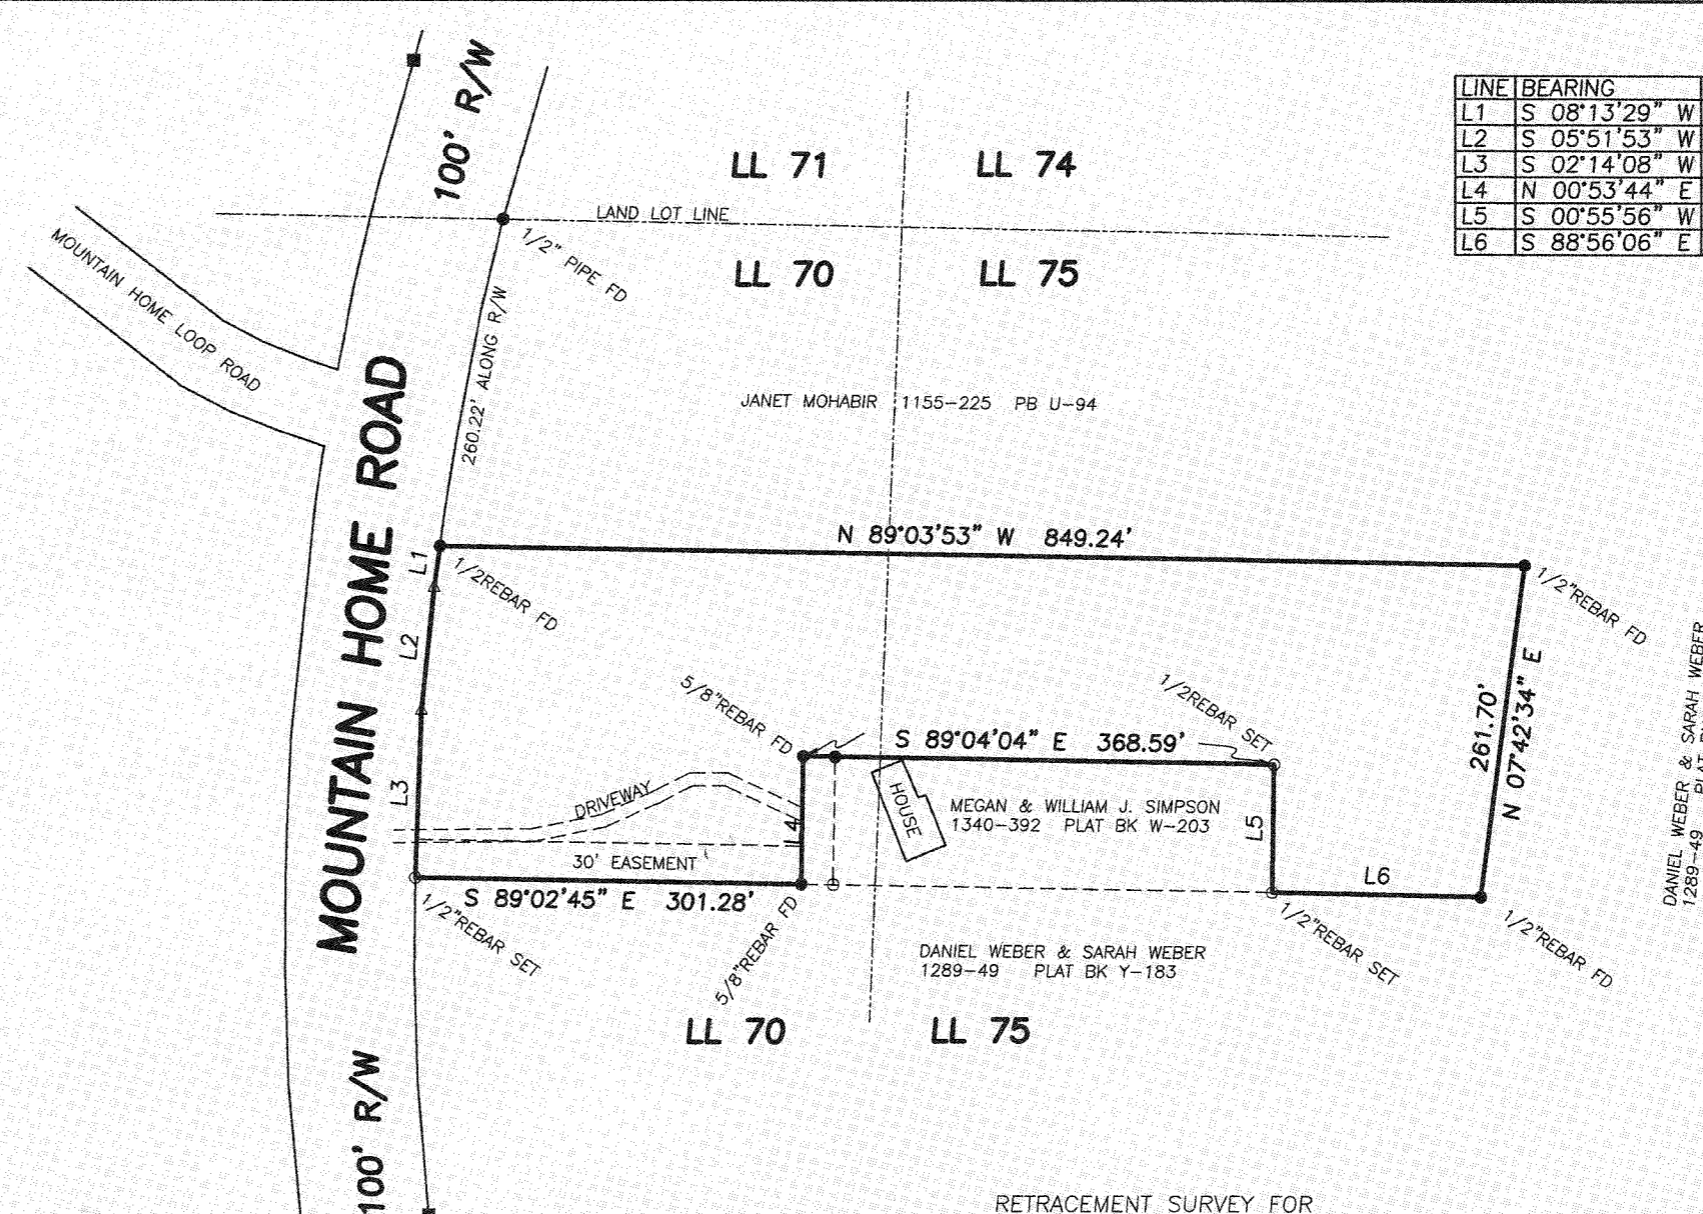 100' R/W
LINE BEARING
L1 S 08°13'29" W
L2 S 05°51'53" W
L3 S 02°14'08" W
L4 N 00°53'44" E
L5 S 00°55'56" W
L6 S 88°56'06" E
LL 71
LL 74
LAND LOT LINE
1/2" PIPE FD
MOUNTAIN HOME LOOP ROAD
LL 70
LL 75
260.22' ALONG R/W
JANET MOHABIR 1155-225 PB U-94
MOUNTAIN HOME ROAD
N 89°03'53" W 849.24'
L1
1/2REBAR FD
1/2"REBAR FD
L2
5/8"REBAR FD
1/2REBAR SET
261.70'
N 07°42'34" E
DANIEL WEBER & SARAH WEBER
1289-49
S 89°04'04" E 368.59'
L3
DRIVEWAY
HOUSE
MEGAN & WILLIAM J. SIMPSON
1340-392 PLAT BK W-203
L4
L5
30' EASEMENT
L6
S 89°02'45" E 301.28'
1/2"REBAR SET
5/8"REBAR FD
1/2"REBAR SET
1/2"REBAR FD
DANIEL WEBER & SARAH WEBER
1289-49 PLAT BK Y-183
LL 70
LL 75
100' R/W
RETRACEMENT SURVEY FOR